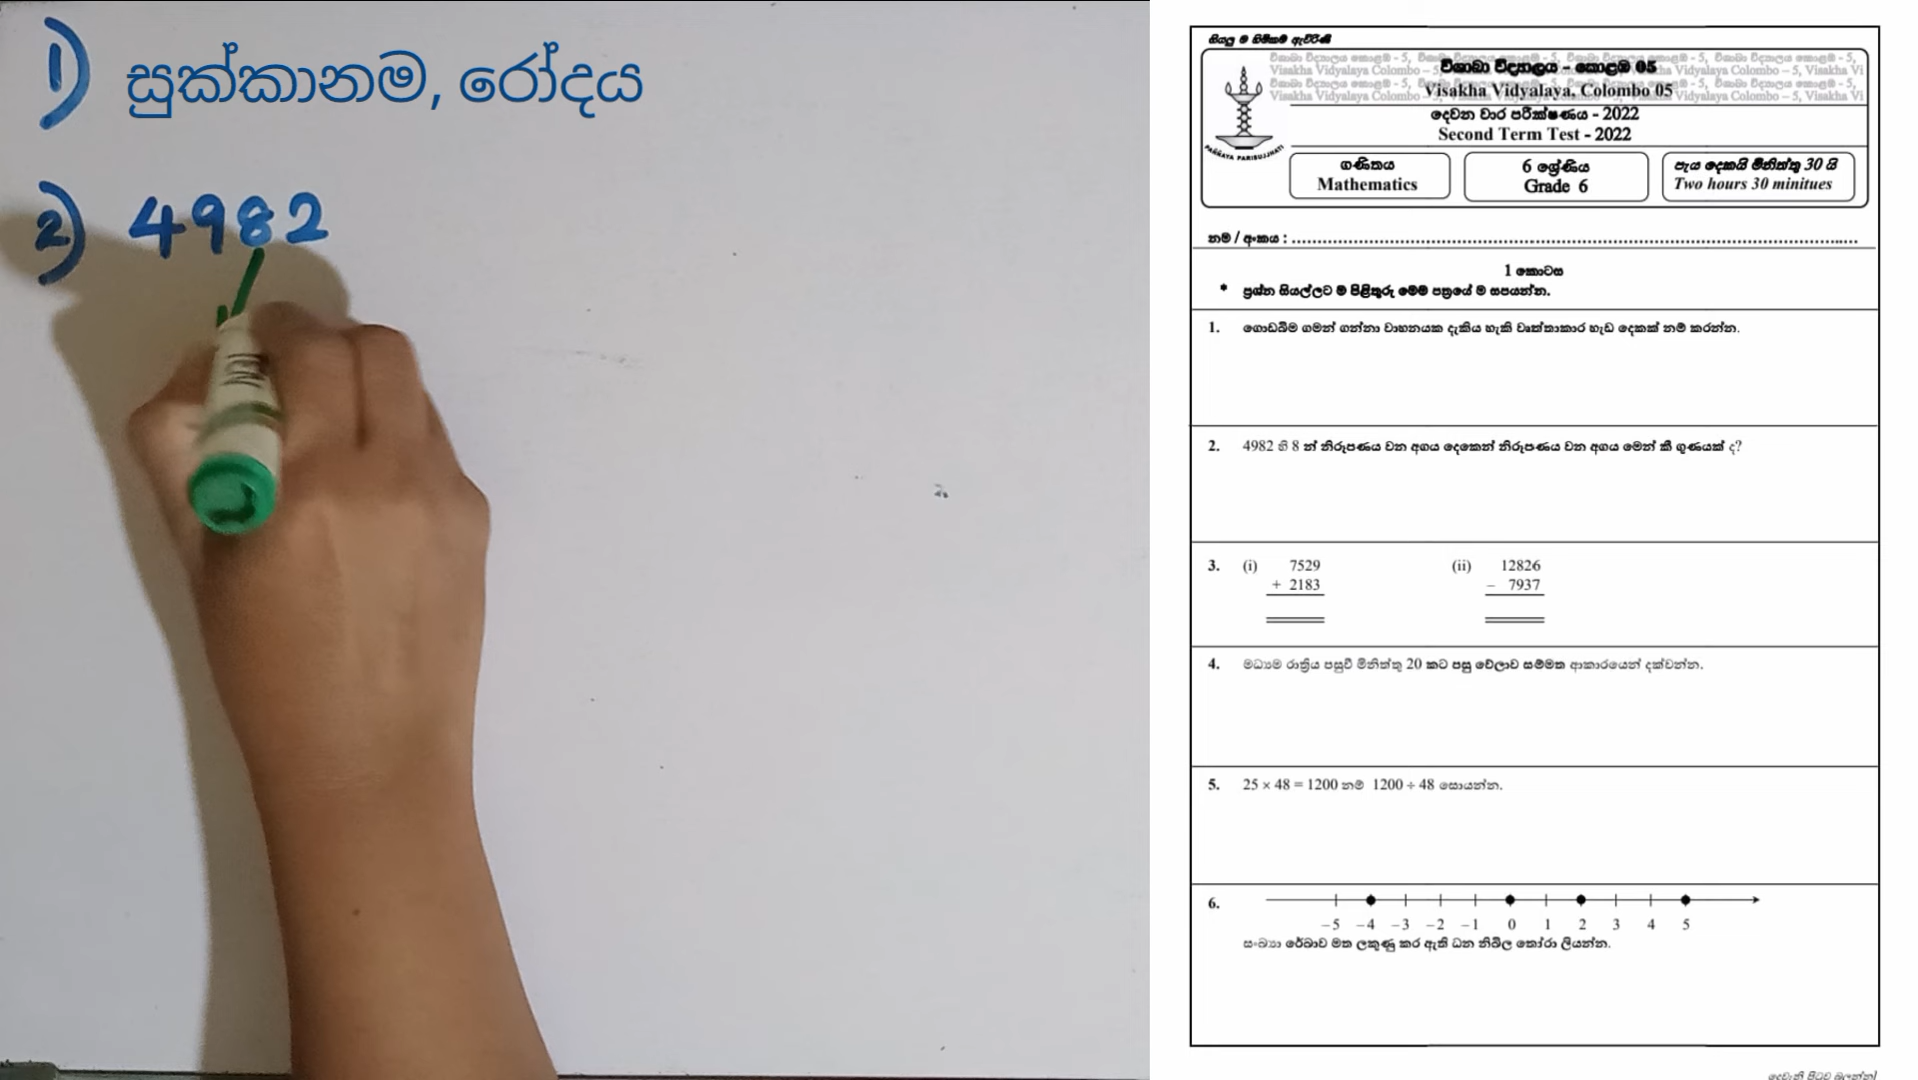 1) සුක්කානම, රෝදය
2) 4982
සියලු ම හිමිකම් ඇවිරිණි
විශාඛා විද්‍යාලය - කොළඹ 05
Visakha Vidyalaya, Colombo 05
දෙවන වාර පරීක්ෂණය - 2022
Second Term Test - 2022
PAÑÑAYA PARISUJJHATI
ගණිතය
Mathematics
6 ශ්‍රේණිය
Grade 6
පැය දෙකයි මිනිත්තු 30 යි
Two hours 30 minitues
නම / අංකය :
1 කොටස
* ප්‍රශ්න සියල්ලට ම පිළිතුරු මෙම පත්‍රයේ ම සපයන්න.
1. ගොඩබිම ගමන් ගන්නා වාහනයක දැකිය හැකි වෘත්තාකාර හැඩ දෙකක් නම් කරන්න.
2. 4982 හි 8 න් නිරූපණය වන අගය දෙකෙන් නිරූපණය වන අගය මෙන් කී ගුණයක් ද?
3. (i) 7529 (ii) 12826
+ 2183 – 7937
4. මධ්‍යම රාත්‍රිය පසුවී මිනිත්තු 20 කට පසු වේලාව සම්මත ආකාරයෙන් දක්වන්න.
5. 25 × 48 = 1200 නම් 1200 ÷ 48 සොයන්න.
6.
–5 –4 –3 –2 –1 0 1 2 3 4 5
සංඛ්‍යා රේඛාව මත ලකුණු කර ඇති ධන නිඛිල තෝරා ලියන්න.